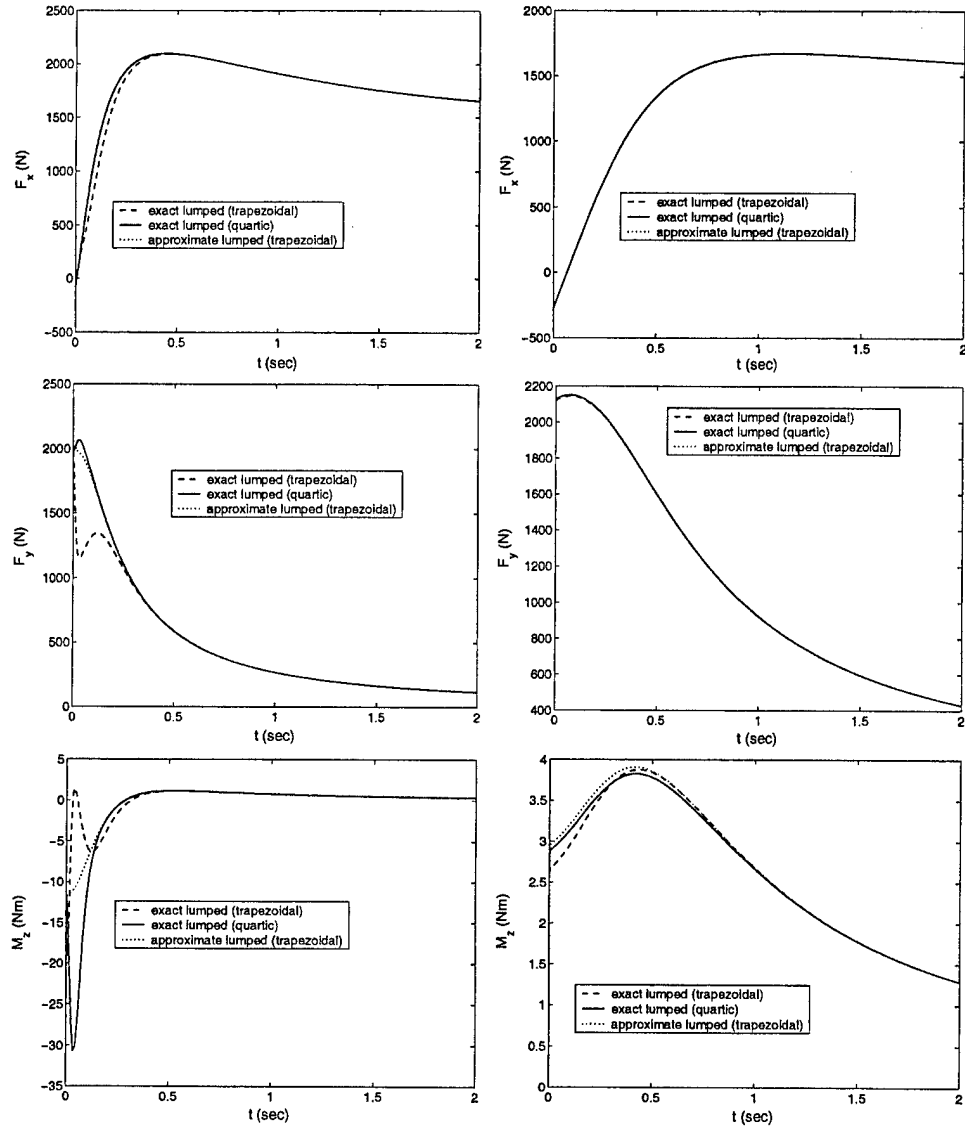 2500
2000
1500
1000
500
0
−500
F_x (N)
exact lumped (trapezoidal)
exact lumped (quartic)
approximate lumped (trapezoidal)
0
0.5
1
1.5
2
t (sec)
2000
1500
1000
500
0
−500
F_x (N)
exact lumped (trapezoidal)
exact lumped (quartic)
approximate lumped (trapezoidal)
0
0.5
1
1.5
2
t (sec)
2500
2000
1500
1000
500
0
F_y (N)
exact lumped (trapezoidal)
exact lumped (quartic)
approximate lumped (trapezoidal)
0
0.5
1
1.5
2
t (sec)
2200
2000
1800
1600
1400
1200
1000
800
600
400
F_y (N)
exact lumped (trapezoidal)
exact lumped (quartic)
approximate lumped (trapezoidal)
0
0.5
1
1.5
2
t (sec)
5
0
−5
−10
−15
−20
−25
−30
−35
M_z (Nm)
exact lumped (trapezoidal)
exact lumped (quartic)
approximate lumped (trapezoidal)
0
0.5
1
1.5
2
t (sec)
4
3.5
3
2.5
2
1.5
1
0.5
0
M_z (Nm)
exact lumped (trapezoidal)
exact lumped (quartic)
approximate lumped (trapezoidal)
0
0.5
1
1.5
2
t (sec)